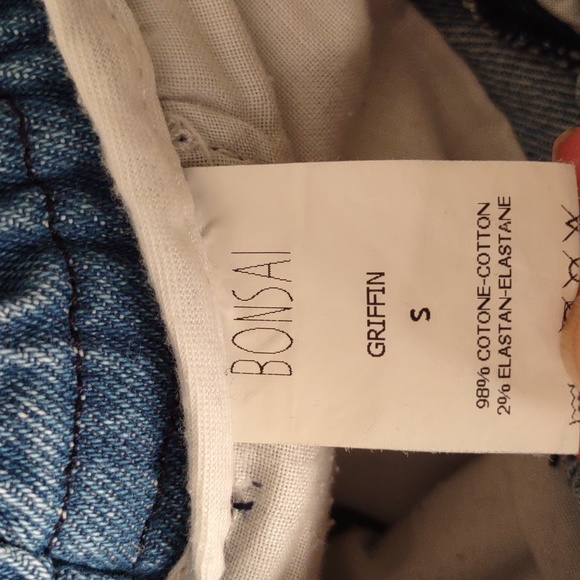 BONSAI
GRIFFIN
S
98% COTONE-COTTON
2% ELASTAN-ELASTANE